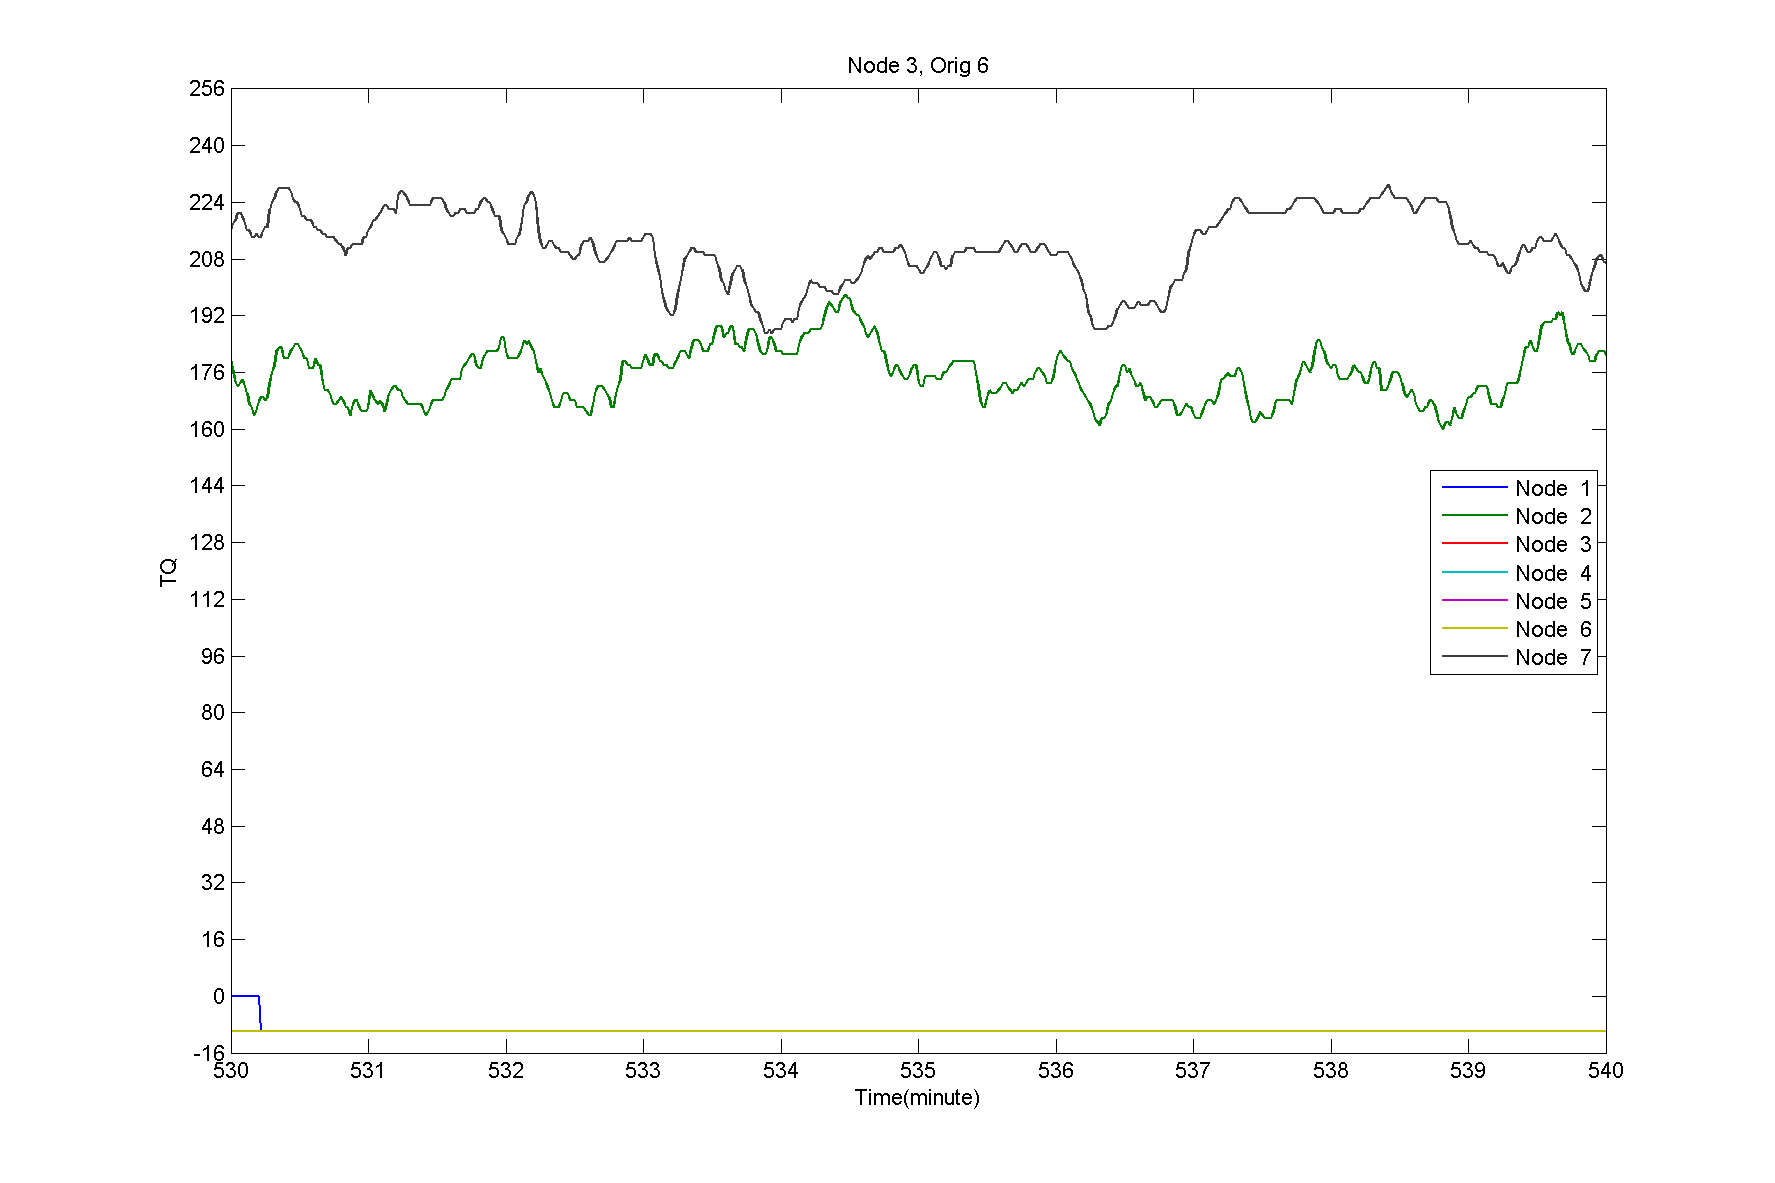 Node 3, Orig 6
256
240
224
208
192
176
160
144
128
112
96
80
64
48
32
16
0
-16
TQ
Node 1
Node 2
Node 3
Node 4
Node 5
Node 6
Node 7
530 531 532 533 534 535 536 537 538 539 540
Time(minute)